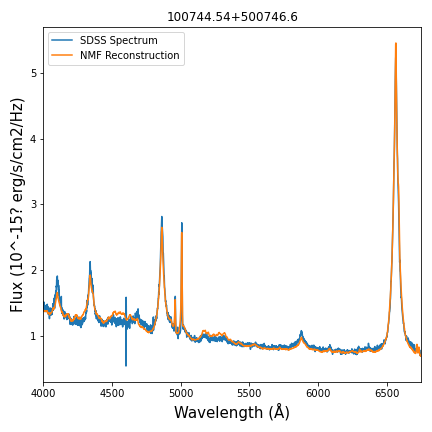 100744.54+500746.6
SDSS Spectrum
NMF Reconstruction
Flux (10^-15? erg/s/cm2/Hz)
5
4
3
2
1
4000 4500 5000 5500 6000 6500
Wavelength (Å)